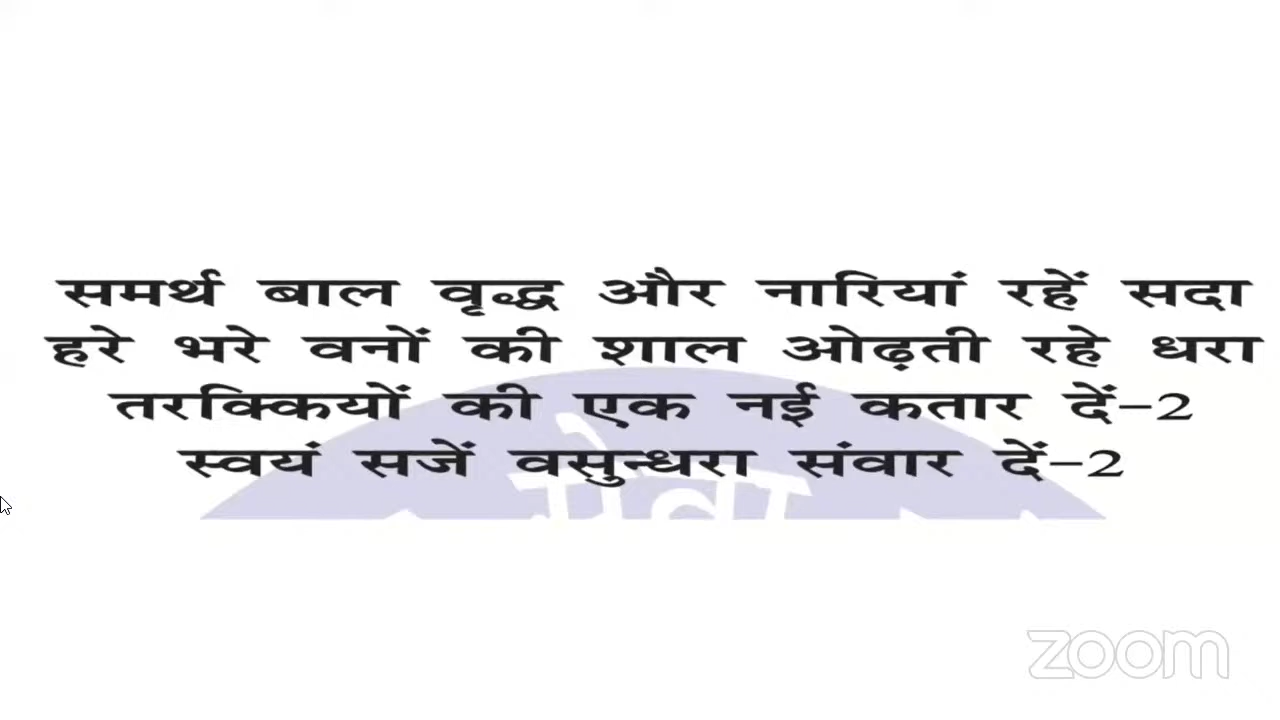 समर्थ बाल वृद्ध और नारियां रहें सदा
हरे भरे वनों की शाल ओढ़ती रहे धरा
तरक्कियों की एक नई कतार दें–2
स्वयं सजें वसुन्धरा संवार दें–2
zoom